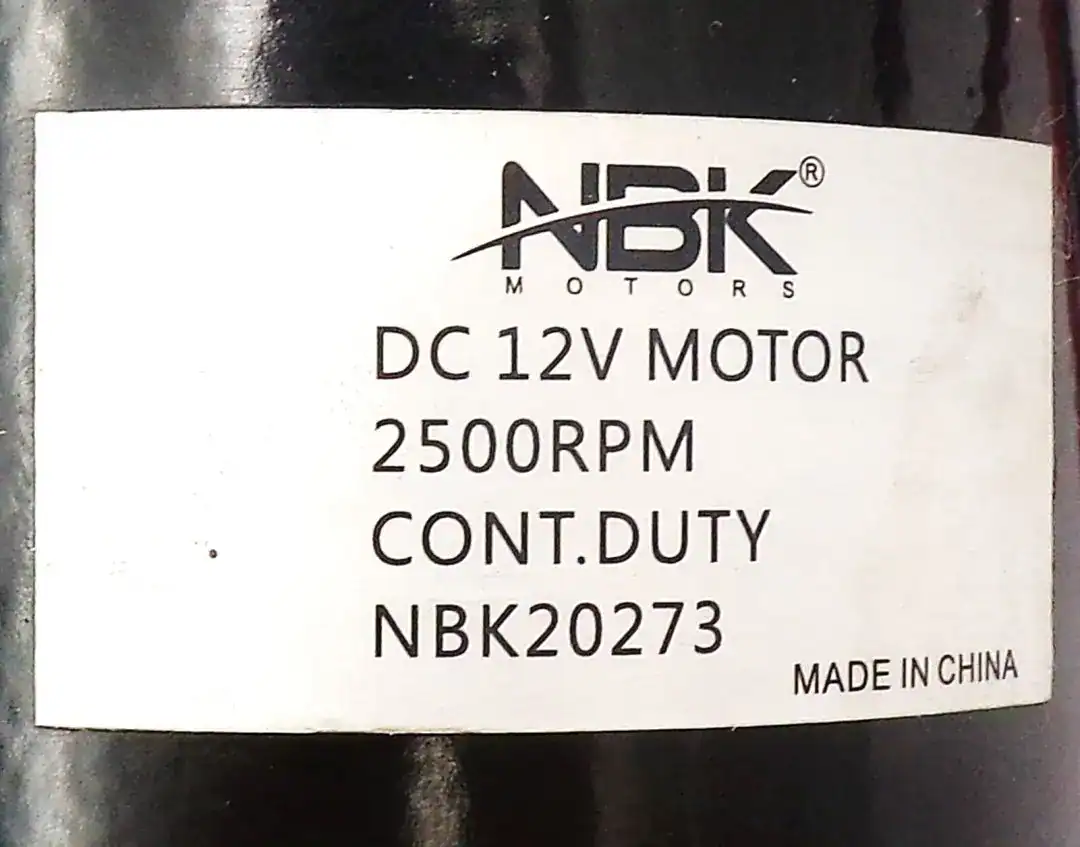 NBK®
MOTORS
DC 12V MOTOR
2500RPM
CONT.DUTY
NBK20273
MADE IN CHINA